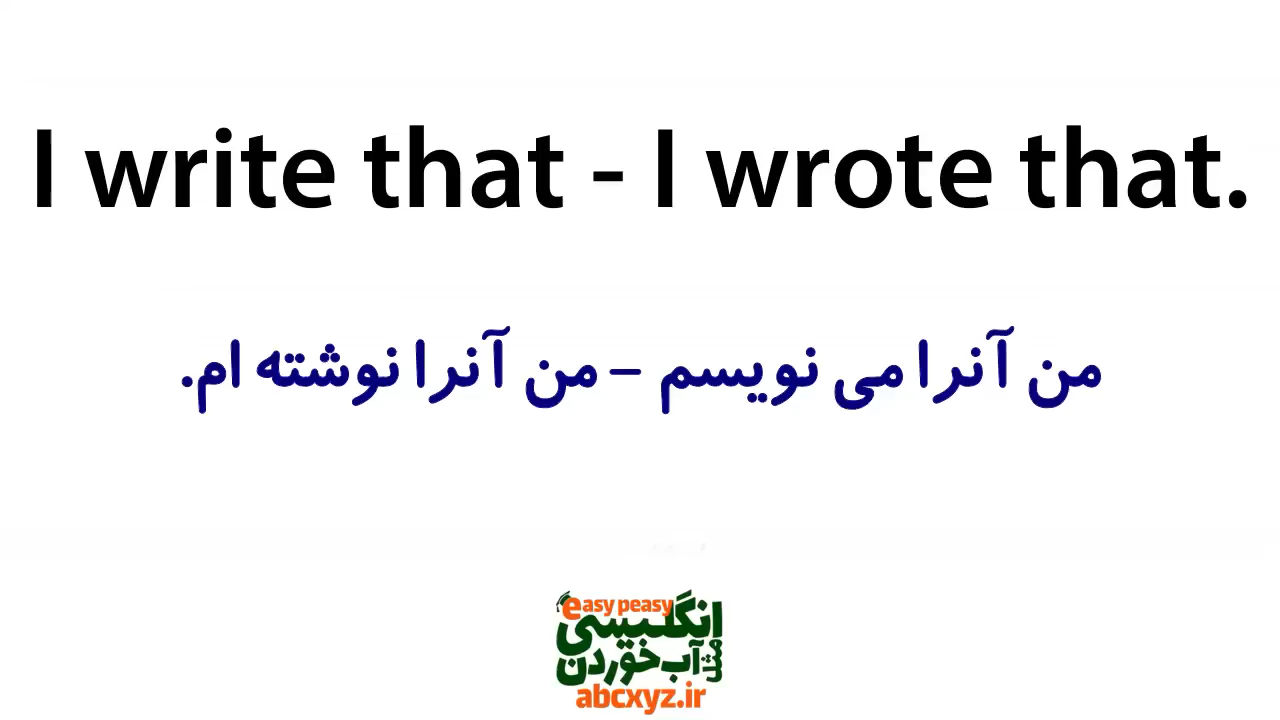 I write that - I wrote that.
من آنرا می نویسم – من آنرا نوشته ام.
easy peasy
انگلیسی
مثل آب خوردن
abcxyz.ir